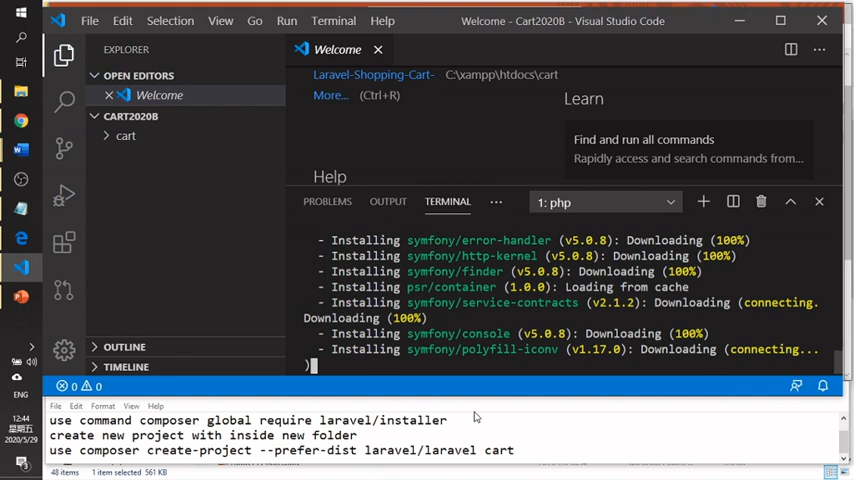 File Edit Selection View Go Run Terminal Help Welcome - Cart2020B - Visual Studio Code
EXPLORER
Welcome
OPEN EDITORS
Welcome
CART2020B
cart
OUTLINE
TIMELINE
Laravel-Shopping-Cart- C:\xampp\htdocs\cart
More... (Ctrl+R)
Learn
Find and run all commands
Rapidly access and search commands from...
Help
PROBLEMS OUTPUT TERMINAL ... 1: php
- Installing symfony/error-handler (v5.0.8): Downloading (100%)
- Installing symfony/http-kernel (v5.0.8): Downloading (100%)
- Installing symfony/finder (v5.0.8): Downloading (100%)
- Installing psr/container (1.0.0): Loading from cache
- Installing symfony/service-contracts (v2.1.2): Downloading (connecting.
Downloading (100%)
- Installing symfony/console (v5.0.8): Downloading (100%)
- Installing symfony/polyfill-iconv (v1.17.0): Downloading (connecting...
)
0 0
File Edit Format View Help
use command composer global require laravel/installer
create new project with inside new folder
use composer create-project --prefer-dist laravel/laravel cart
48 items 1 item selected 561 KB
ENG
12:44
星期五
2020/5/29
3